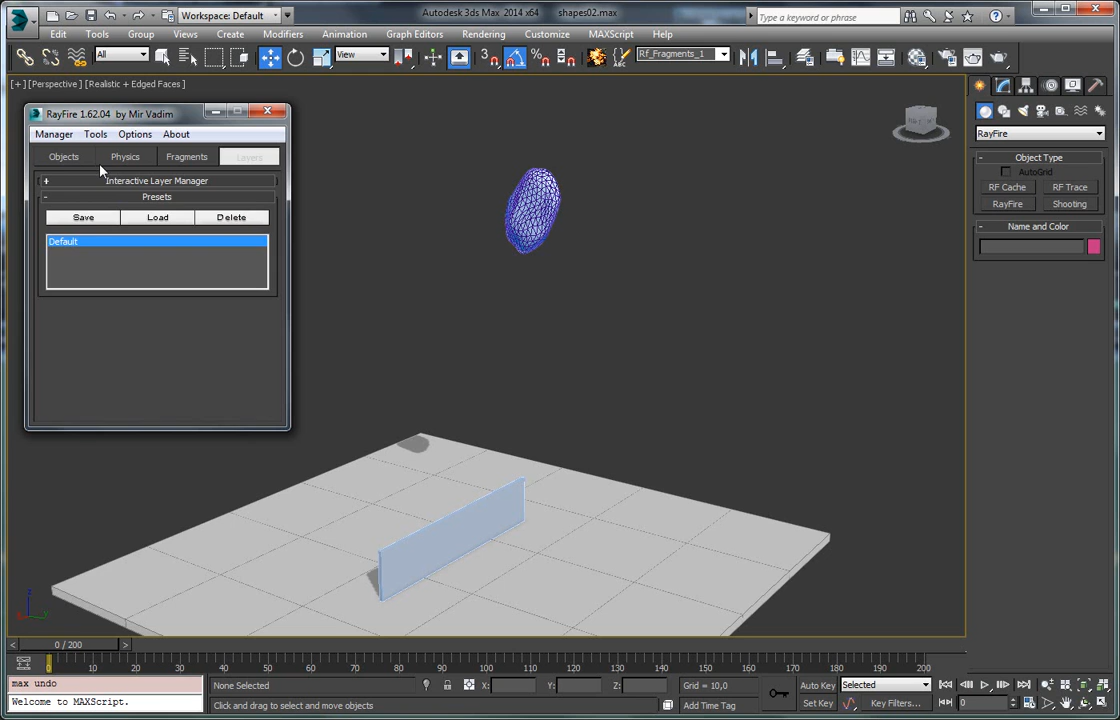 Workspace: Default
Autodesk 3ds Max 2014 x64 shapes02.max
Type a keyword or phrase
Edit Tools Group Views Create Modifiers Animation Graph Editors Rendering Customize MAXScript Help
All View 3 Rf_Fragments_1
[+] [Perspective] [Realistic + Edged Faces]
RayFire 1.62.04 by Mir Vadim
Manager Tools Options About
Objects Physics Fragments Layers
+ Interactive Layer Manager
- Presets
Save Load Delete
Default
RayFire
- Object Type
AutoGrid
RF Cache RF Trace
RayFire Shooting
- Name and Color
z
x y
< 0 / 200 >
0 10 20 30 40 50 60 70 80 90 100 110 120 130 140 150 160 170 180 190 200
max undo
Welcome to MAXScript.
None Selected X: Y: Z: Grid = 10,0 Auto Key Selected
Click and drag to select and move objects Add Time Tag Set Key Key Filters... 0